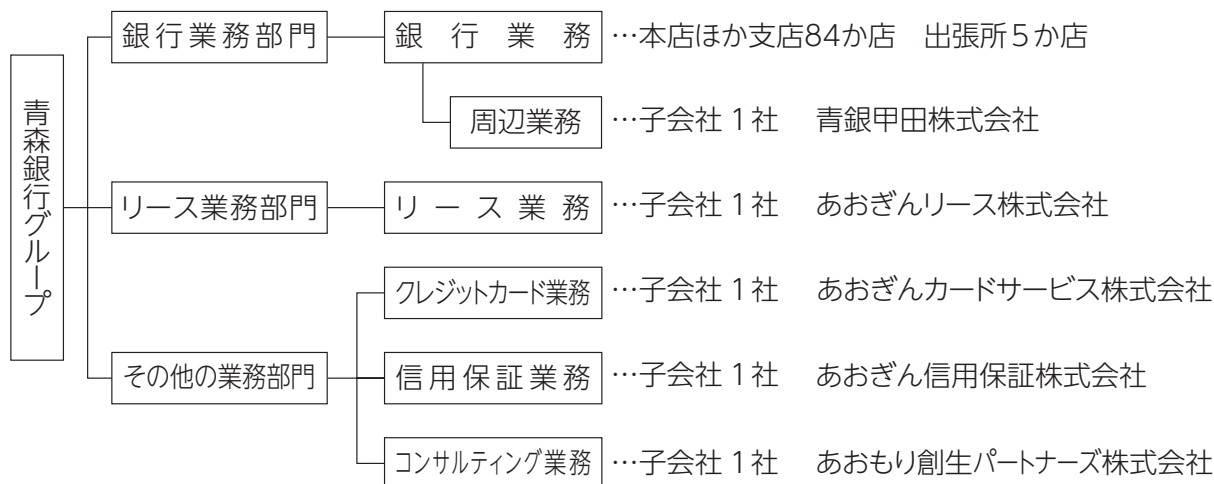 青森銀行グループ
銀行業務部門
銀行業務
…本店ほか支店84か店　出張所5か店
周辺業務
…子会社1社　青銀甲田株式会社
リース業務部門
リース業務
…子会社1社　あおぎんリース株式会社
その他の業務部門
クレジットカード業務
…子会社1社　あおぎんカードサービス株式会社
信用保証業務
…子会社1社　あおぎん信用保証株式会社
コンサルティング業務
…子会社1社　あおもり創生パートナーズ株式会社